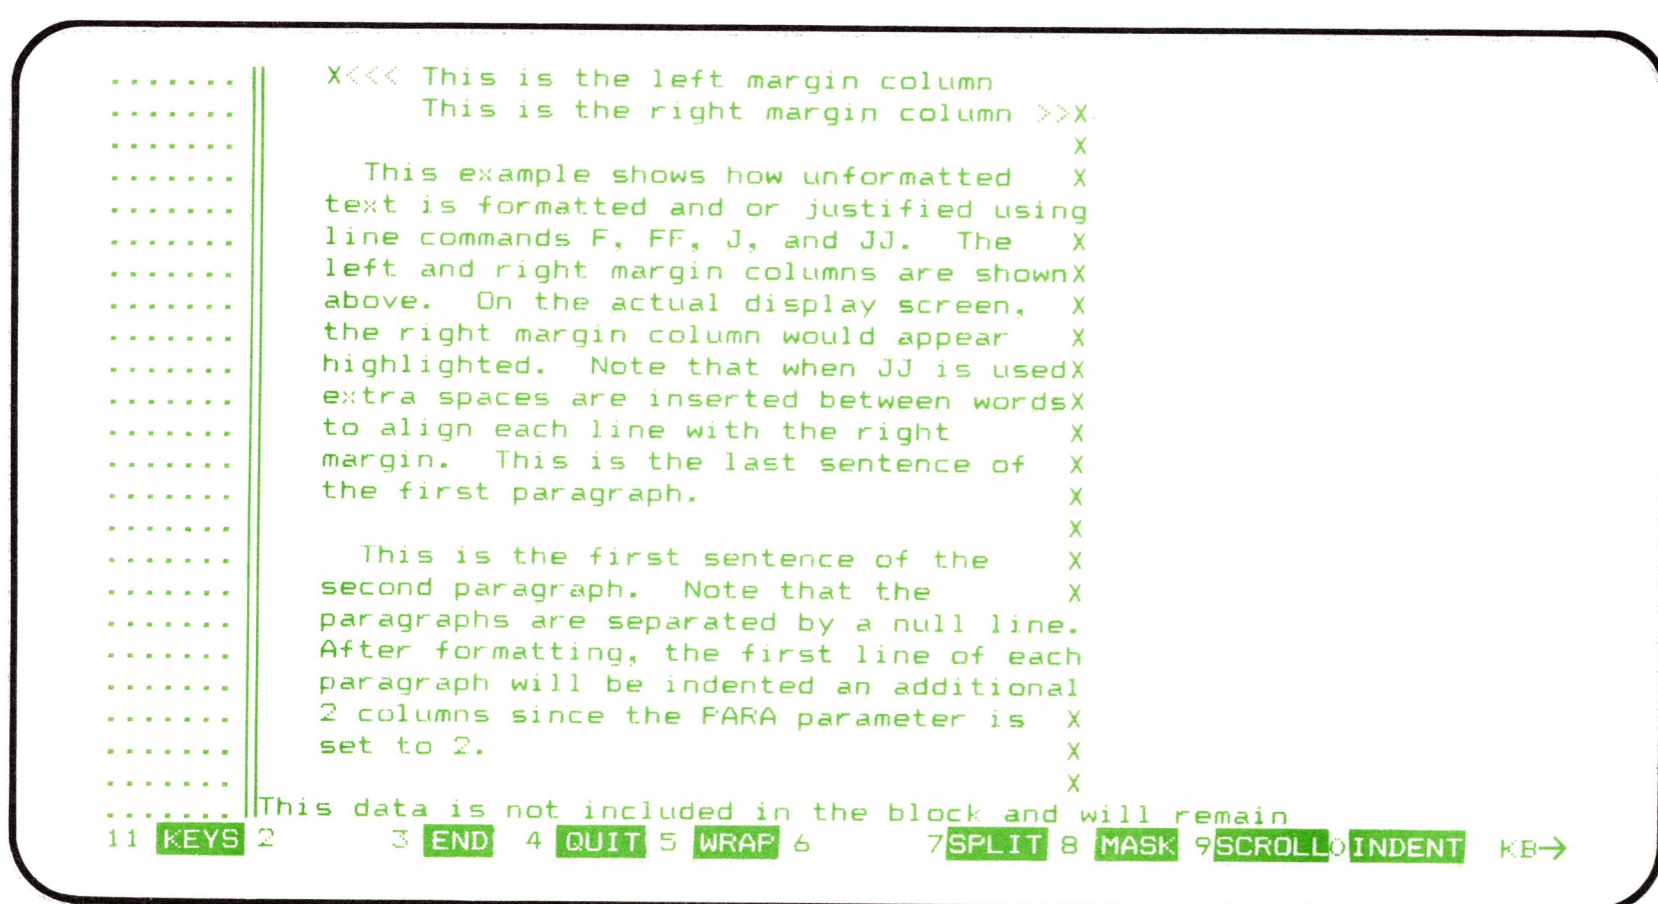 ....... ||   X<<< This is the left margin column
....... ||        This is the right margin column >>X
....... ||                                          X
....... ||     This example shows how unformatted   X
....... ||   text is formatted and or justified using
....... ||   line commands F, FF, J, and JJ.  The   X
....... ||   left and right margin columns are shownX
....... ||   above.  On the actual display screen,  X
....... ||   the right margin column would appear   X
....... ||   highlighted.  Note that when JJ is usedX
....... ||   extra spaces are inserted between wordsX
....... ||   to align each line with the right      X
....... ||   margin.  This is the last sentence of  X
....... ||   the first paragraph.                   X
....... ||                                          X
....... ||     This is the first sentence of the    X
....... ||   second paragraph.  Note that the       X
....... ||   paragraphs are separated by a null line.
....... ||   After formatting, the first line of each
....... ||   paragraph will be indented an additional
....... ||   2 columns since the PARA parameter is  X
....... ||   set to 2.                              X
....... ||                                          X
....... ||This data is not included in the block and will remain
11 KEYS 2      3 END  4 QUIT 5 WRAP 6      7SPLIT 8 MASK 9SCROLL0INDENT  KB→